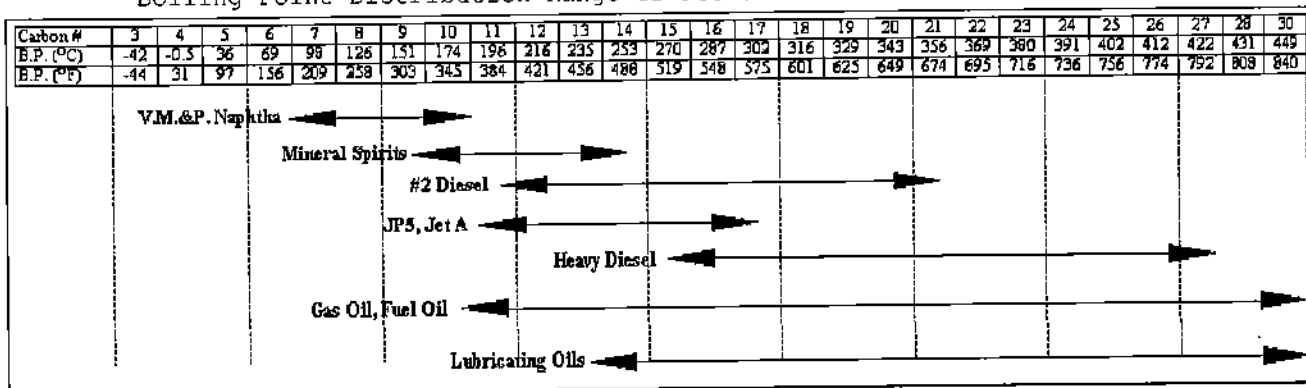 Carbon # 3 4 5 6 7 8 9 10 11 12 13 14 15 16 17 18 19 20 21 22 23 24 25 26 27 28 30
B.P. (°C) -42 -0.5 36 69 98 126 151 174 196 216 235 253 270 287 302 316 329 343 356 369 380 391 402 412 422 431 449
B.P. (°F) -44 31 97 156 209 258 303 345 384 421 456 488 519 548 575 601 625 649 674 695 716 736 756 774 792 808 840
V.M.&P. Naphtha
Mineral Spirits
#2 Diesel
JP5, Jet A
Heavy Diesel
Gas Oil, Fuel Oil
Lubricating Oils